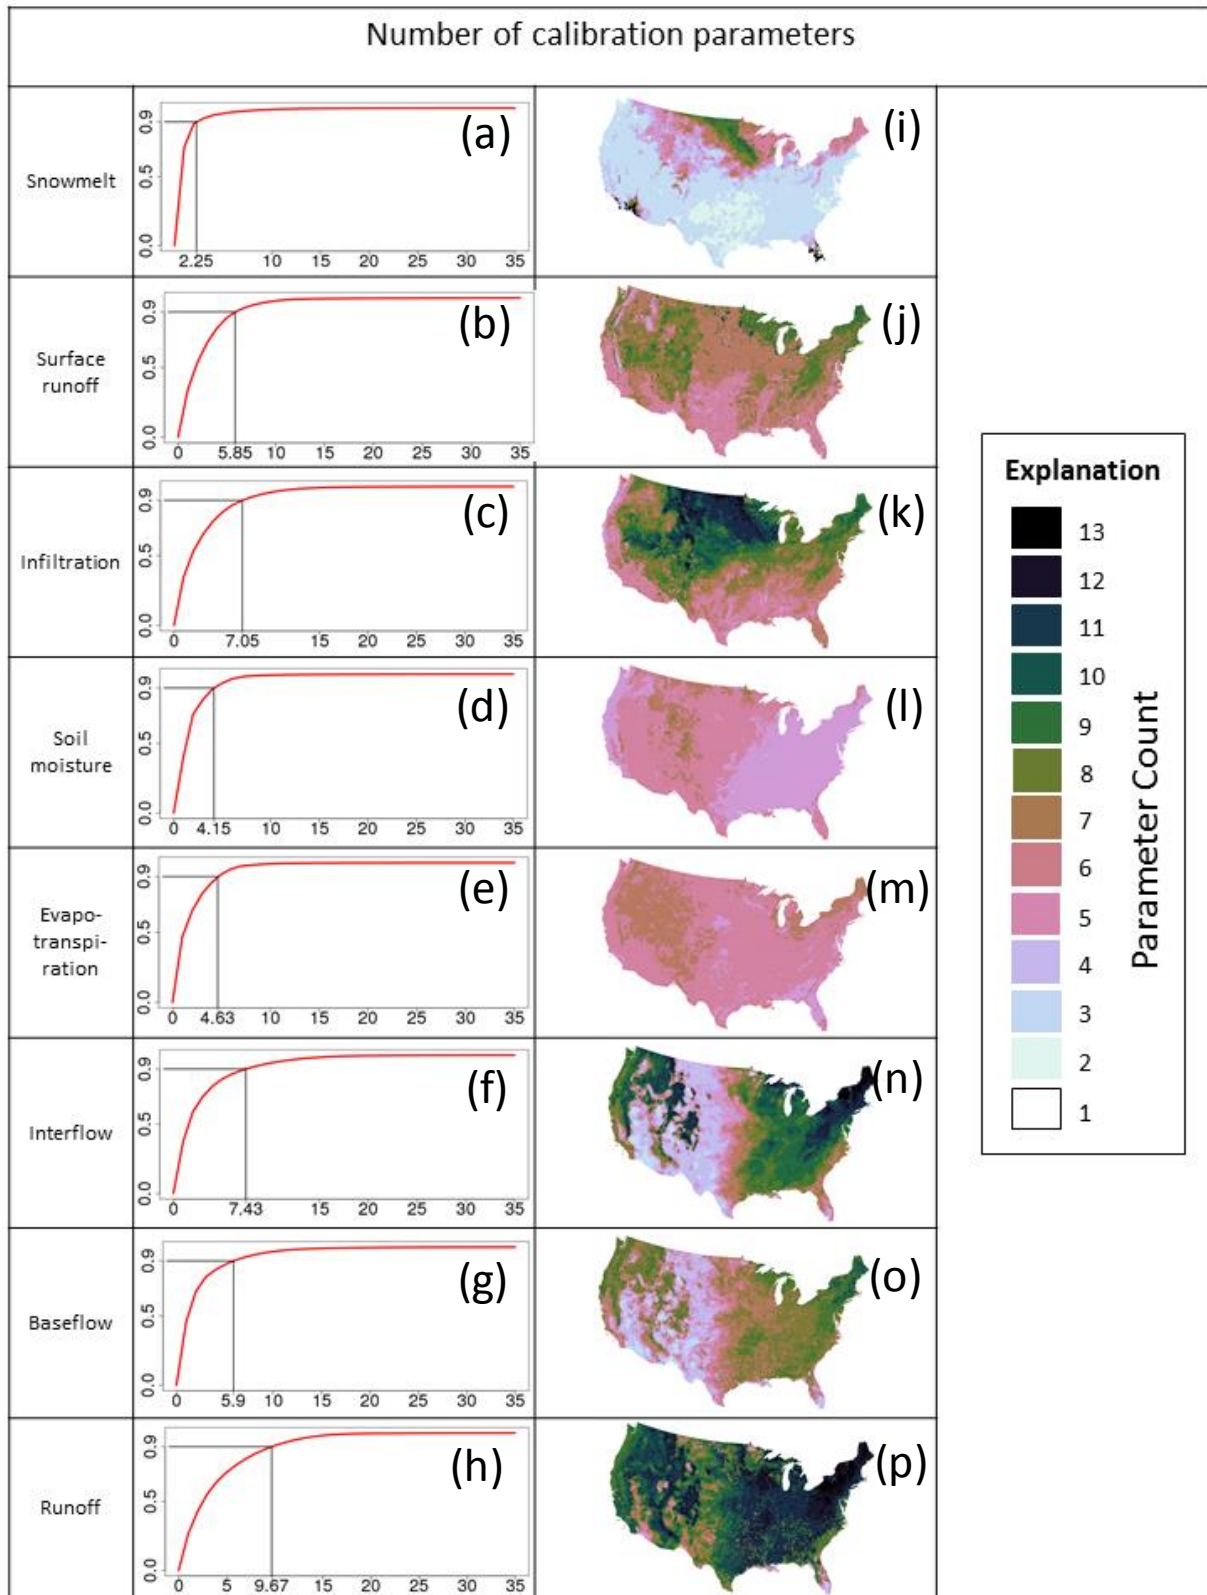 Number of calibration parameters
Snowmelt
0.9
0.5
0.0
2.25 10 15 20 25 30 35
(a)
(i)
Surface
runoff
0.9
0.5
0.0
0 5.85 10 15 20 25 30 35
(b)
(j)
Infiltration
0.9
0.5
0.0
0 7.05 15 20 25 30 35
(c)
(k)
Soil
moisture
0.9
0.5
0.0
0 4.15 10 15 20 25 30 35
(d)
(l)
Evapo-
transpi-
ration
0.9
0.5
0.0
0 4.63 10 15 20 25 30 35
(e)
(m)
Interflow
0.9
0.5
0.0
0 7.43 15 20 25 30 35
(f)
(n)
Baseflow
0.9
0.5
0.0
0 5.9 10 15 20 25 30 35
(g)
(o)
Runoff
0.9
0.5
0.0
0 5 9.67 15 20 25 30 35
(h)
(p)
Explanation
13
12
11
10
9
8
7
6
5
4
3
2
1
Parameter Count